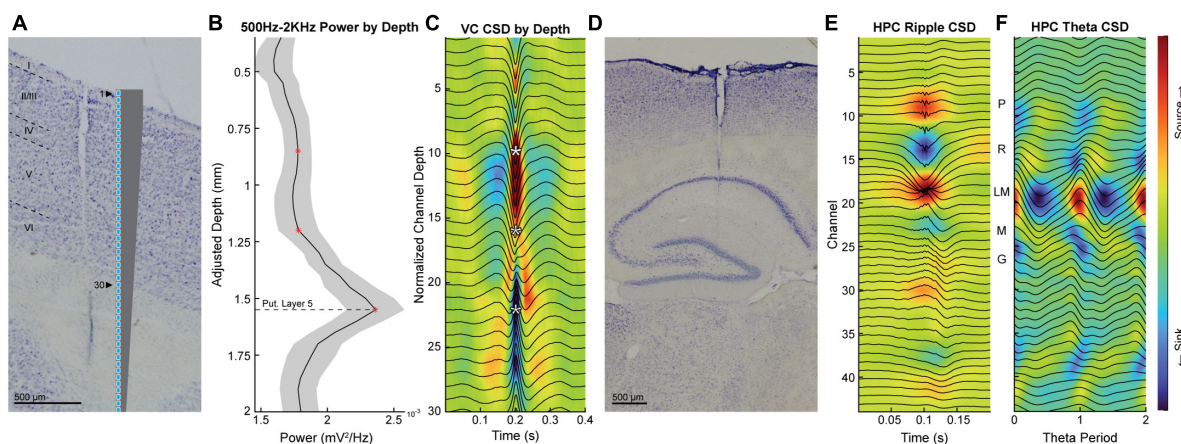 A
I
II/III
IV
V
VI
1
30
500 μm
B
500Hz-2KHz Power by Depth
Adjusted Depth (mm)
0.5
0.75
1
1.25
1.5
1.75
2
Put. Layer 5
1.5 2 2.5
10⁻³
Power (mV²/Hz)
C
VC CSD by Depth
Normalized Channel Depth
5
10
15
20
25
30
* * *
0 0.1 0.2 0.3 0.4
Time (s)
D
500 μm
E
HPC Ripple CSD
Channel
5
10
15
20
25
30
35
40
0.05 0.1 0.15
Time (s)
F
HPC Theta CSD
P
R
LM
M
G
0 1 2
Theta Period
Source →
← Sink